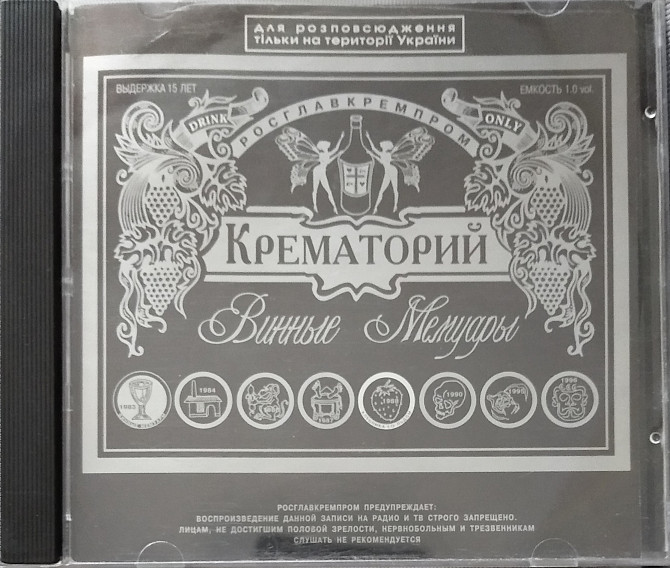 для розповсюдження
тільки на території України
ВЫДЕРЖКА 15 ЛЕТ
ЕМКОСТЬ 1.0 vol.
DRINK
ONLY
РОСГЛАВКРЕМПРОМ
КРЕМАТОРИЙ
Винные Мемуары
1983
1984
1988
1990
1995
РОСГЛАВКРЕМПРОМ ПРЕДУПРЕЖДАЕТ:
ВОСПРОИЗВЕДЕНИЕ ДАННОЙ ЗАПИСИ НА РАДИО И ТВ СТРОГО ЗАПРЕЩЕНО.
ЛИЦАМ, НЕ ДОСТИГШИМ ПОЛОВОЙ ЗРЕЛОСТИ, НЕРВНОБОЛЬНЫМ И ТРЕЗВЕННИКАМ
СЛУШАТЬ НЕ РЕКОМЕНДУЕТСЯ